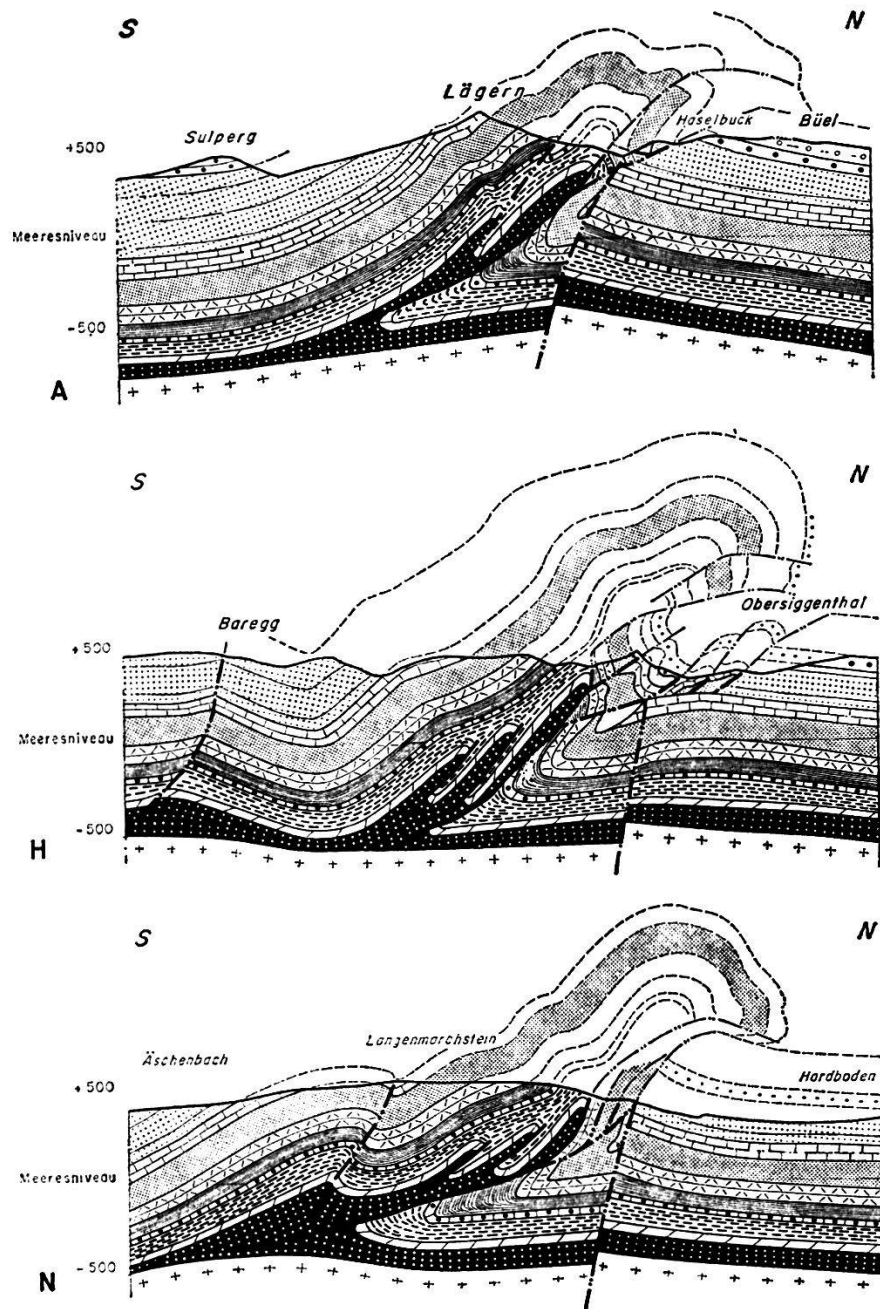 S N
Lägern
Haselbuck
Büel
Sulperg
+500
Meeresniveau
-500
A
S N
Obersiggenthal
Baregg
+500
Meeresniveau
-500
H
S N
Äschenbach
Langenmarchstein
Hardboden
+500
Meeresniveau
-500
N